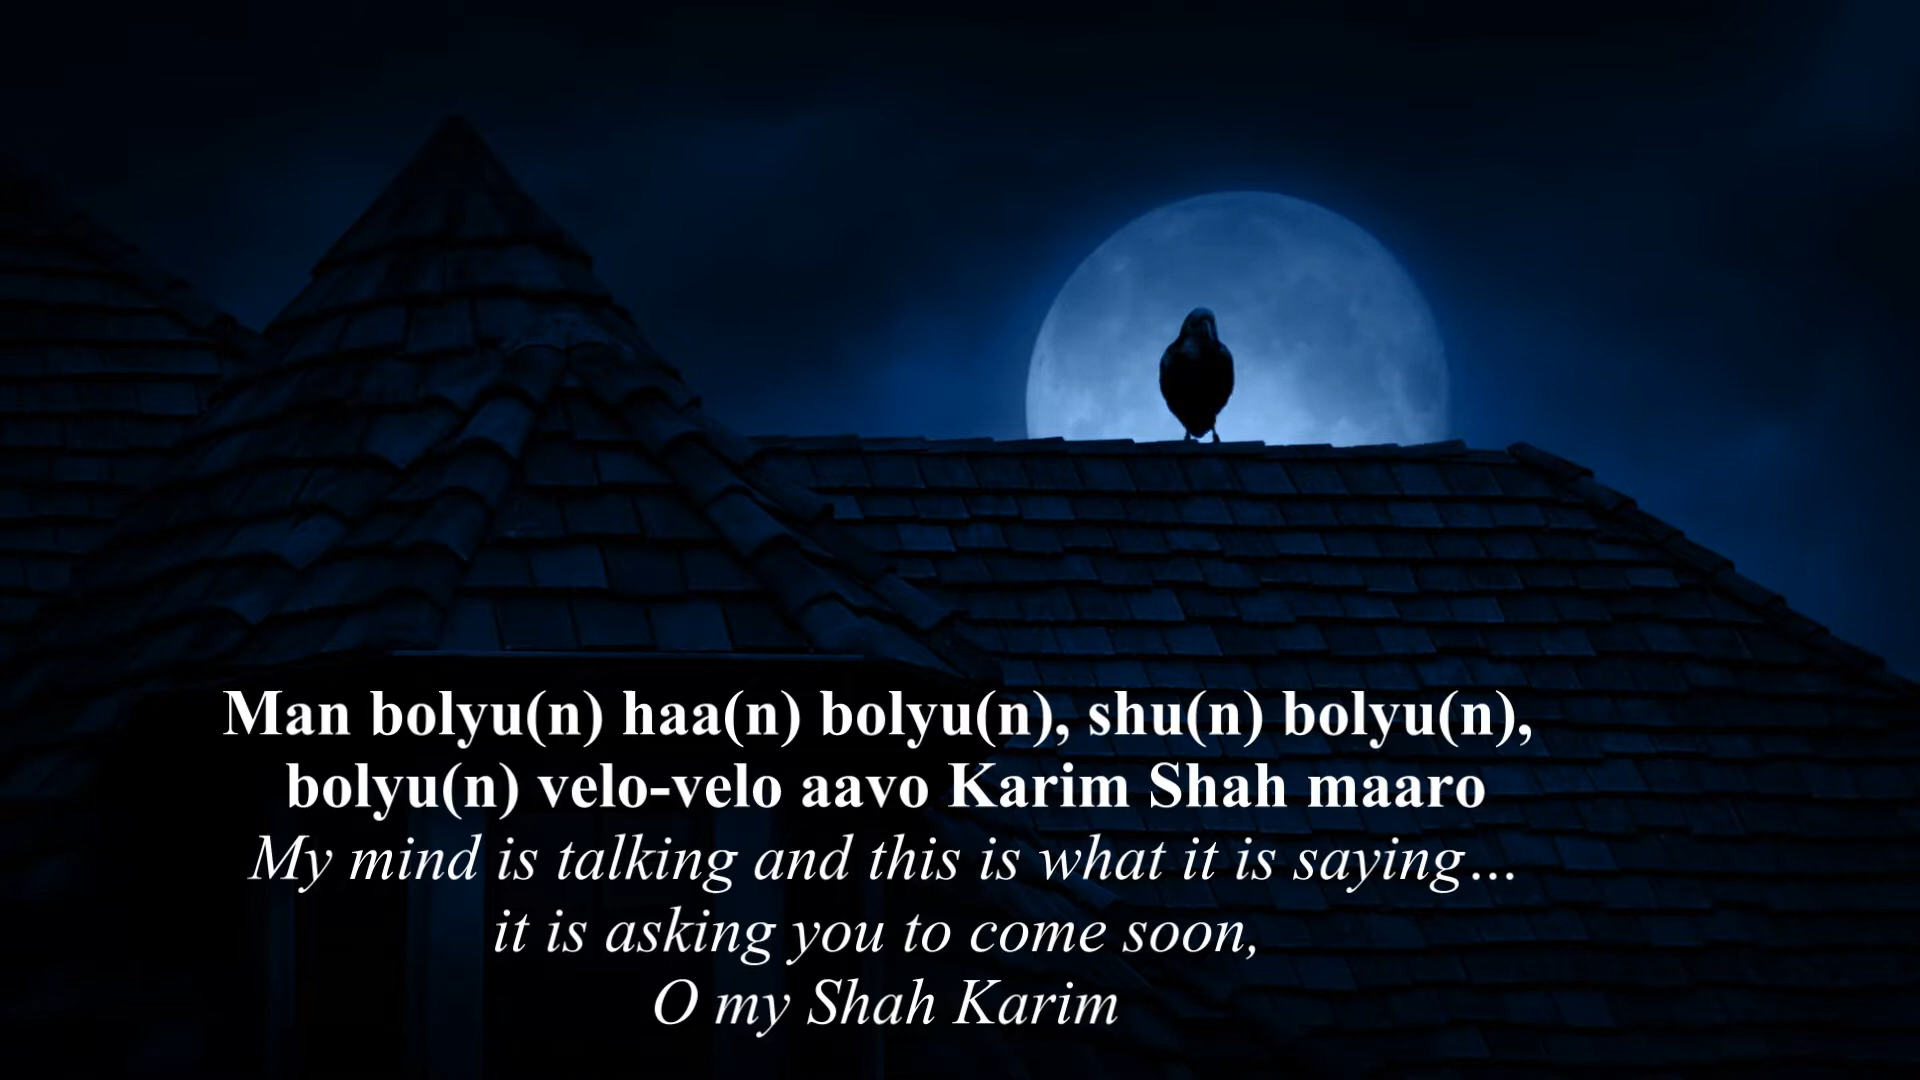 Man bolyu(n) haa(n) bolyu(n), shu(n) bolyu(n),
bolyu(n) velo-velo aavo Karim Shah maaro
My mind is talking and this is what it is saying…
it is asking you to come soon,
O my Shah Karim